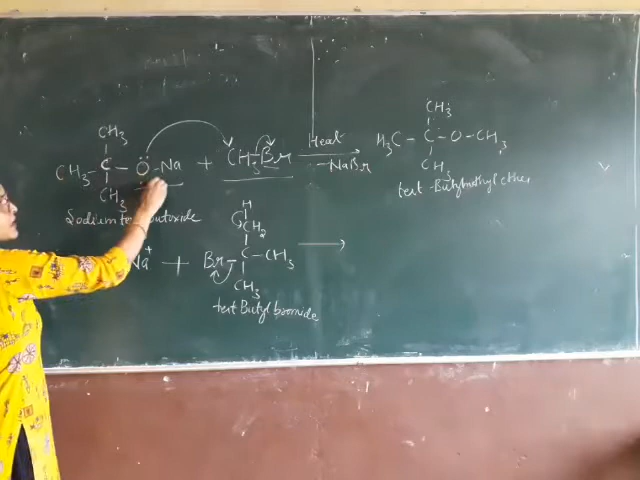 CH3 CH3
CH3 - C - Ö - Na + CH3 - Br Heat H3C - C - O - CH3
CH3 - NaBr CH3
Sodium tert butoxide tert-Butylmethyl ether
H
CH2
Na+ + Br - C - CH3
CH3
tert Butyl bromide